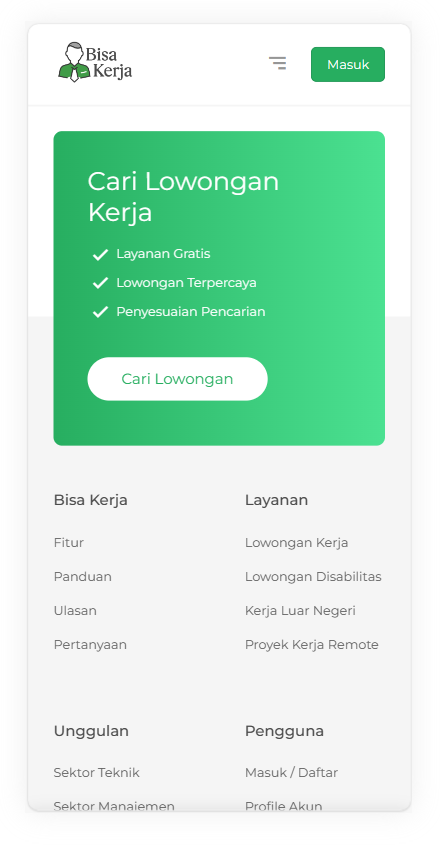 Bisa
Kerja
Masuk
Cari Lowongan
Kerja
Layanan Gratis
Lowongan Terpercaya
Penyesuaian Pencarian
Cari Lowongan
Bisa Kerja
Fitur
Panduan
Ulasan
Pertanyaan
Layanan
Lowongan Kerja
Lowongan Disabilitas
Kerja Luar Negeri
Proyek Kerja Remote
Unggulan
Sektor Teknik
Sektor Manajemen
Pengguna
Masuk / Daftar
Profile Akun